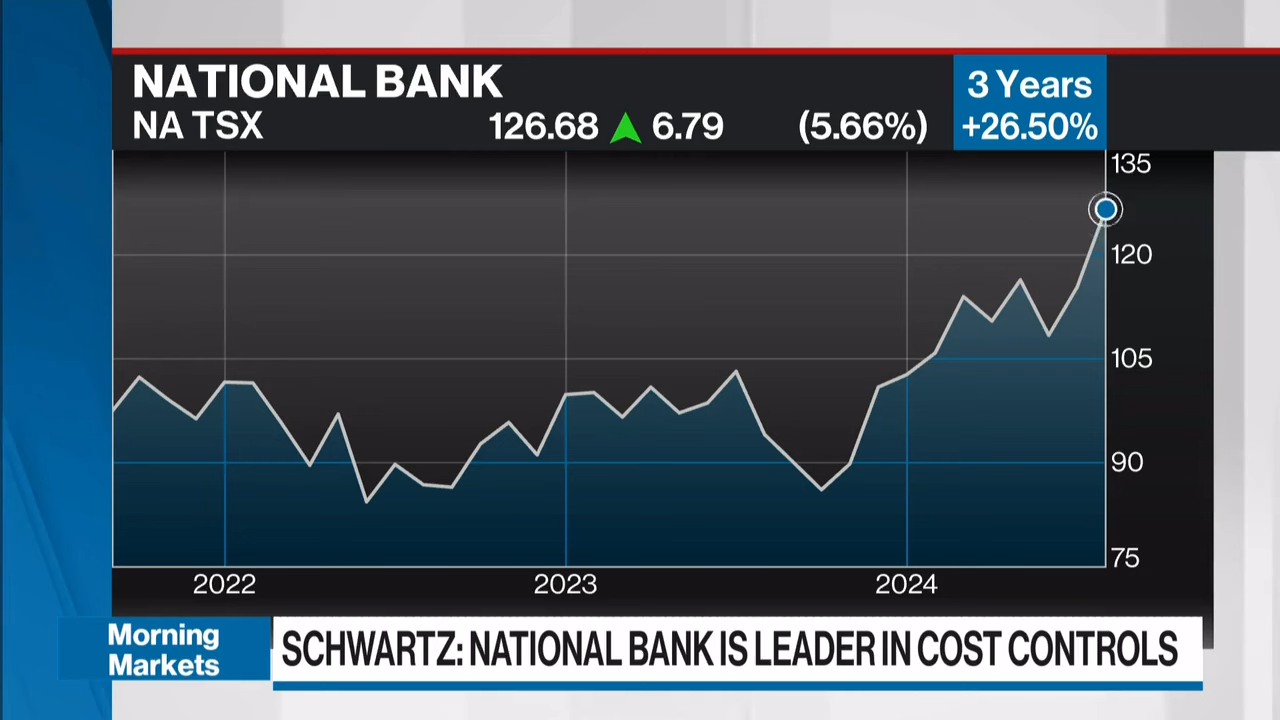 NATIONAL BANK
NA TSX 126.68 6.79 (5.66%)
3 Years
+26.50%
135
120
105
90
75
2022 2023 2024
Morning
Markets
SCHWARTZ: NATIONAL BANK IS LEADER IN COST CONTROLS